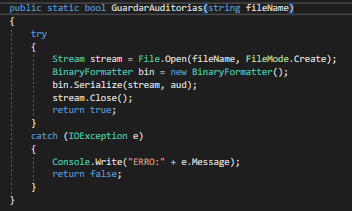 public static bool GuardarAuditorias(string fileName)
{
try
{
Stream stream = File.Open(fileName, FileMode.Create);
BinaryFormatter bin = new BinaryFormatter();
bin.Serialize(stream, aud);
stream.Close();
return true;
}
catch (IOException e)
{
Console.Write("ERRO:" + e.Message);
return false;
}
}